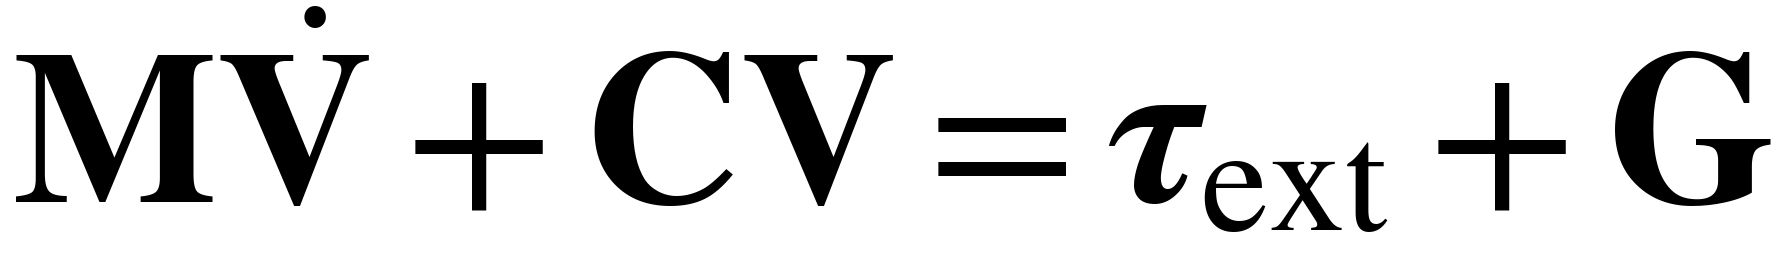 MV̇ + CV = τext + G